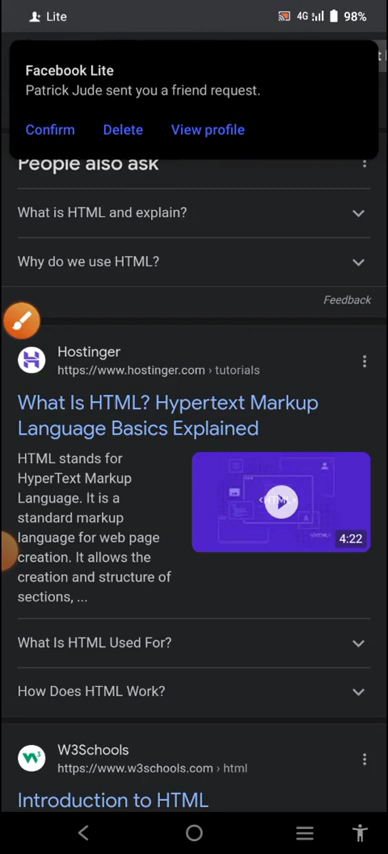 Lite
4G
98%
Facebook Lite
Patrick Jude sent you a friend request.
Confirm
Delete
View profile
People also ask
What is HTML and explain?
Why do we use HTML?
Feedback
Hostinger
https://www.hostinger.com › tutorials
What Is HTML? Hypertext Markup
Language Basics Explained
HTML stands for
HyperText Markup
Language. It is a
standard markup
language for web page
creation. It allows the
creation and structure of
sections, ...
4:22
What Is HTML Used For?
How Does HTML Work?
W3Schools
https://www.w3schools.com › html
Introduction to HTML